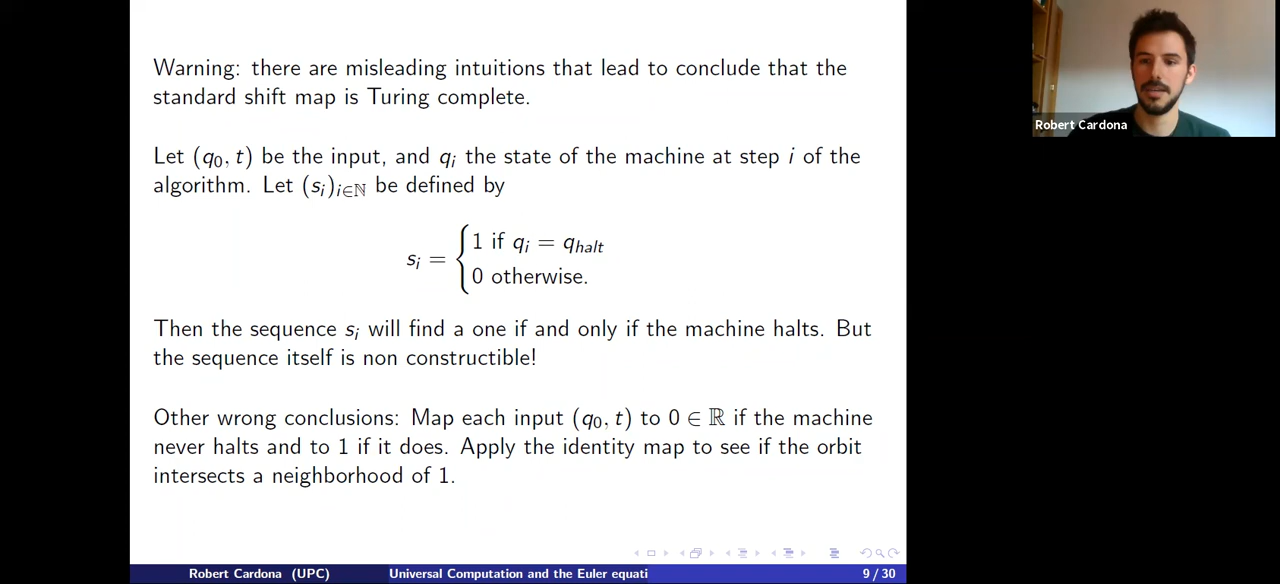 Warning: there are misleading intuitions that lead to conclude that the
standard shift map is Turing complete.
Let (q₀, t) be the input, and qᵢ the state of the machine at step i of the
algorithm. Let (sᵢ)ᵢ∈ℕ be defined by
sᵢ = {1 if qᵢ = q_halt
0 otherwise.
Then the sequence sᵢ will find a one if and only if the machine halts. But
the sequence itself is non constructible!
Other wrong conclusions: Map each input (q₀, t) to 0 ∈ ℝ if the machine
never halts and to 1 if it does. Apply the identity map to see if the orbit
intersects a neighborhood of 1.
Robert Cardona (UPC) Universal Computation and the Euler equati 9 / 30
Robert Cardona